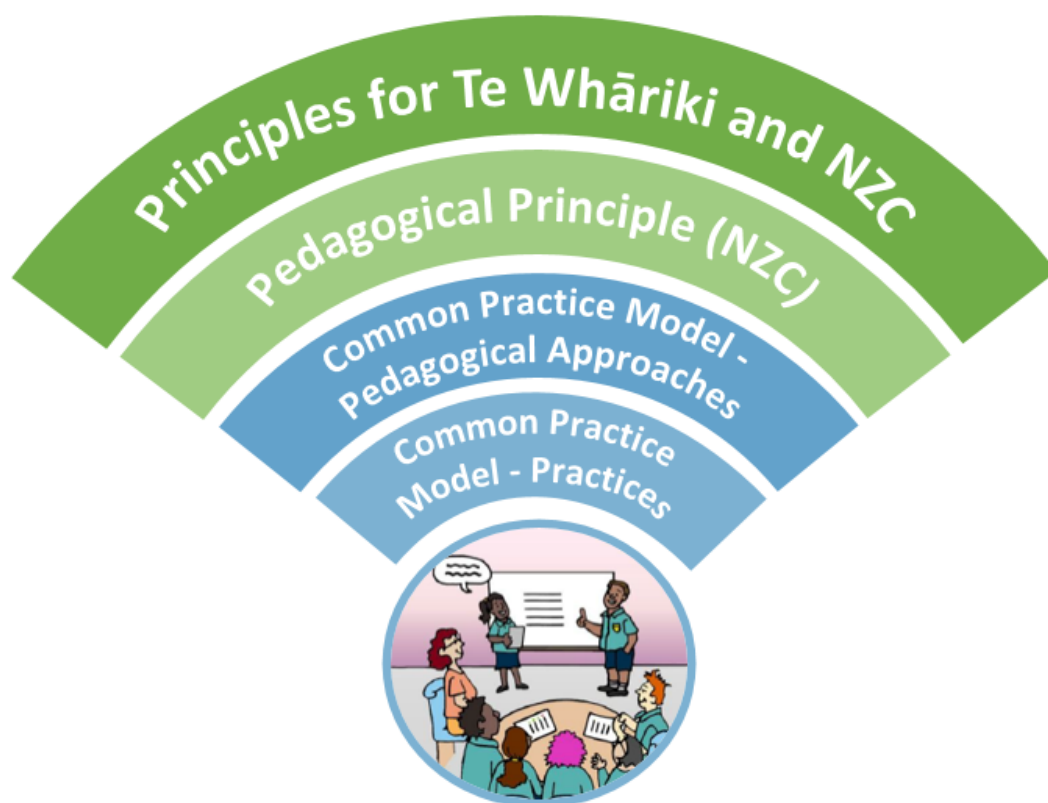 Principles for Te Whāriki and NZC
Pedagogical Principle (NZC)
Common Practice Model -
Pedagogical Approaches
Common Practice
Model - Practices